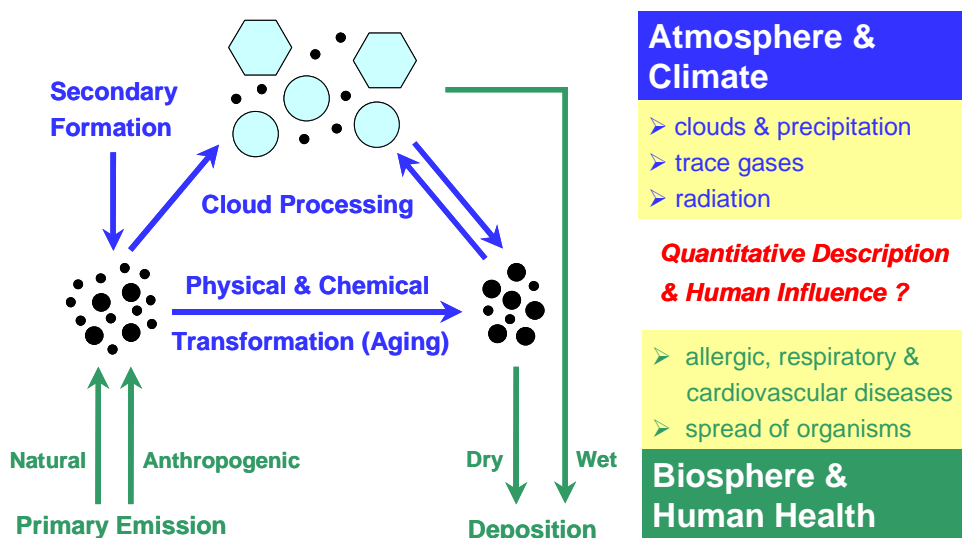 Secondary
Formation
Cloud Processing
Physical & Chemical
Transformation (Aging)
Natural
Anthropogenic
Primary Emission
Dry
Wet
Deposition
Atmosphere &
Climate
➢ clouds & precipitation
➢ trace gases
➢ radiation
Quantitative Description
& Human Influence ?
➢ allergic, respiratory &
cardiovascular diseases
➢ spread of organisms
Biosphere &
Human Health